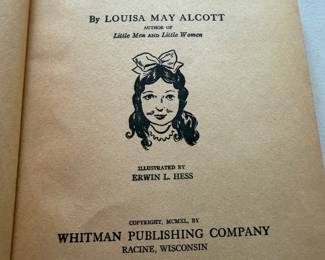 By LOUISA MAY ALCOTT
AUTHOR OF
Little Men AND Little Women
ILLUSTRATED BY
ERWIN L. HESS
COPYRIGHT, MCMXL, BY
WHITMAN PUBLISHING COMPANY
RACINE, WISCONSIN